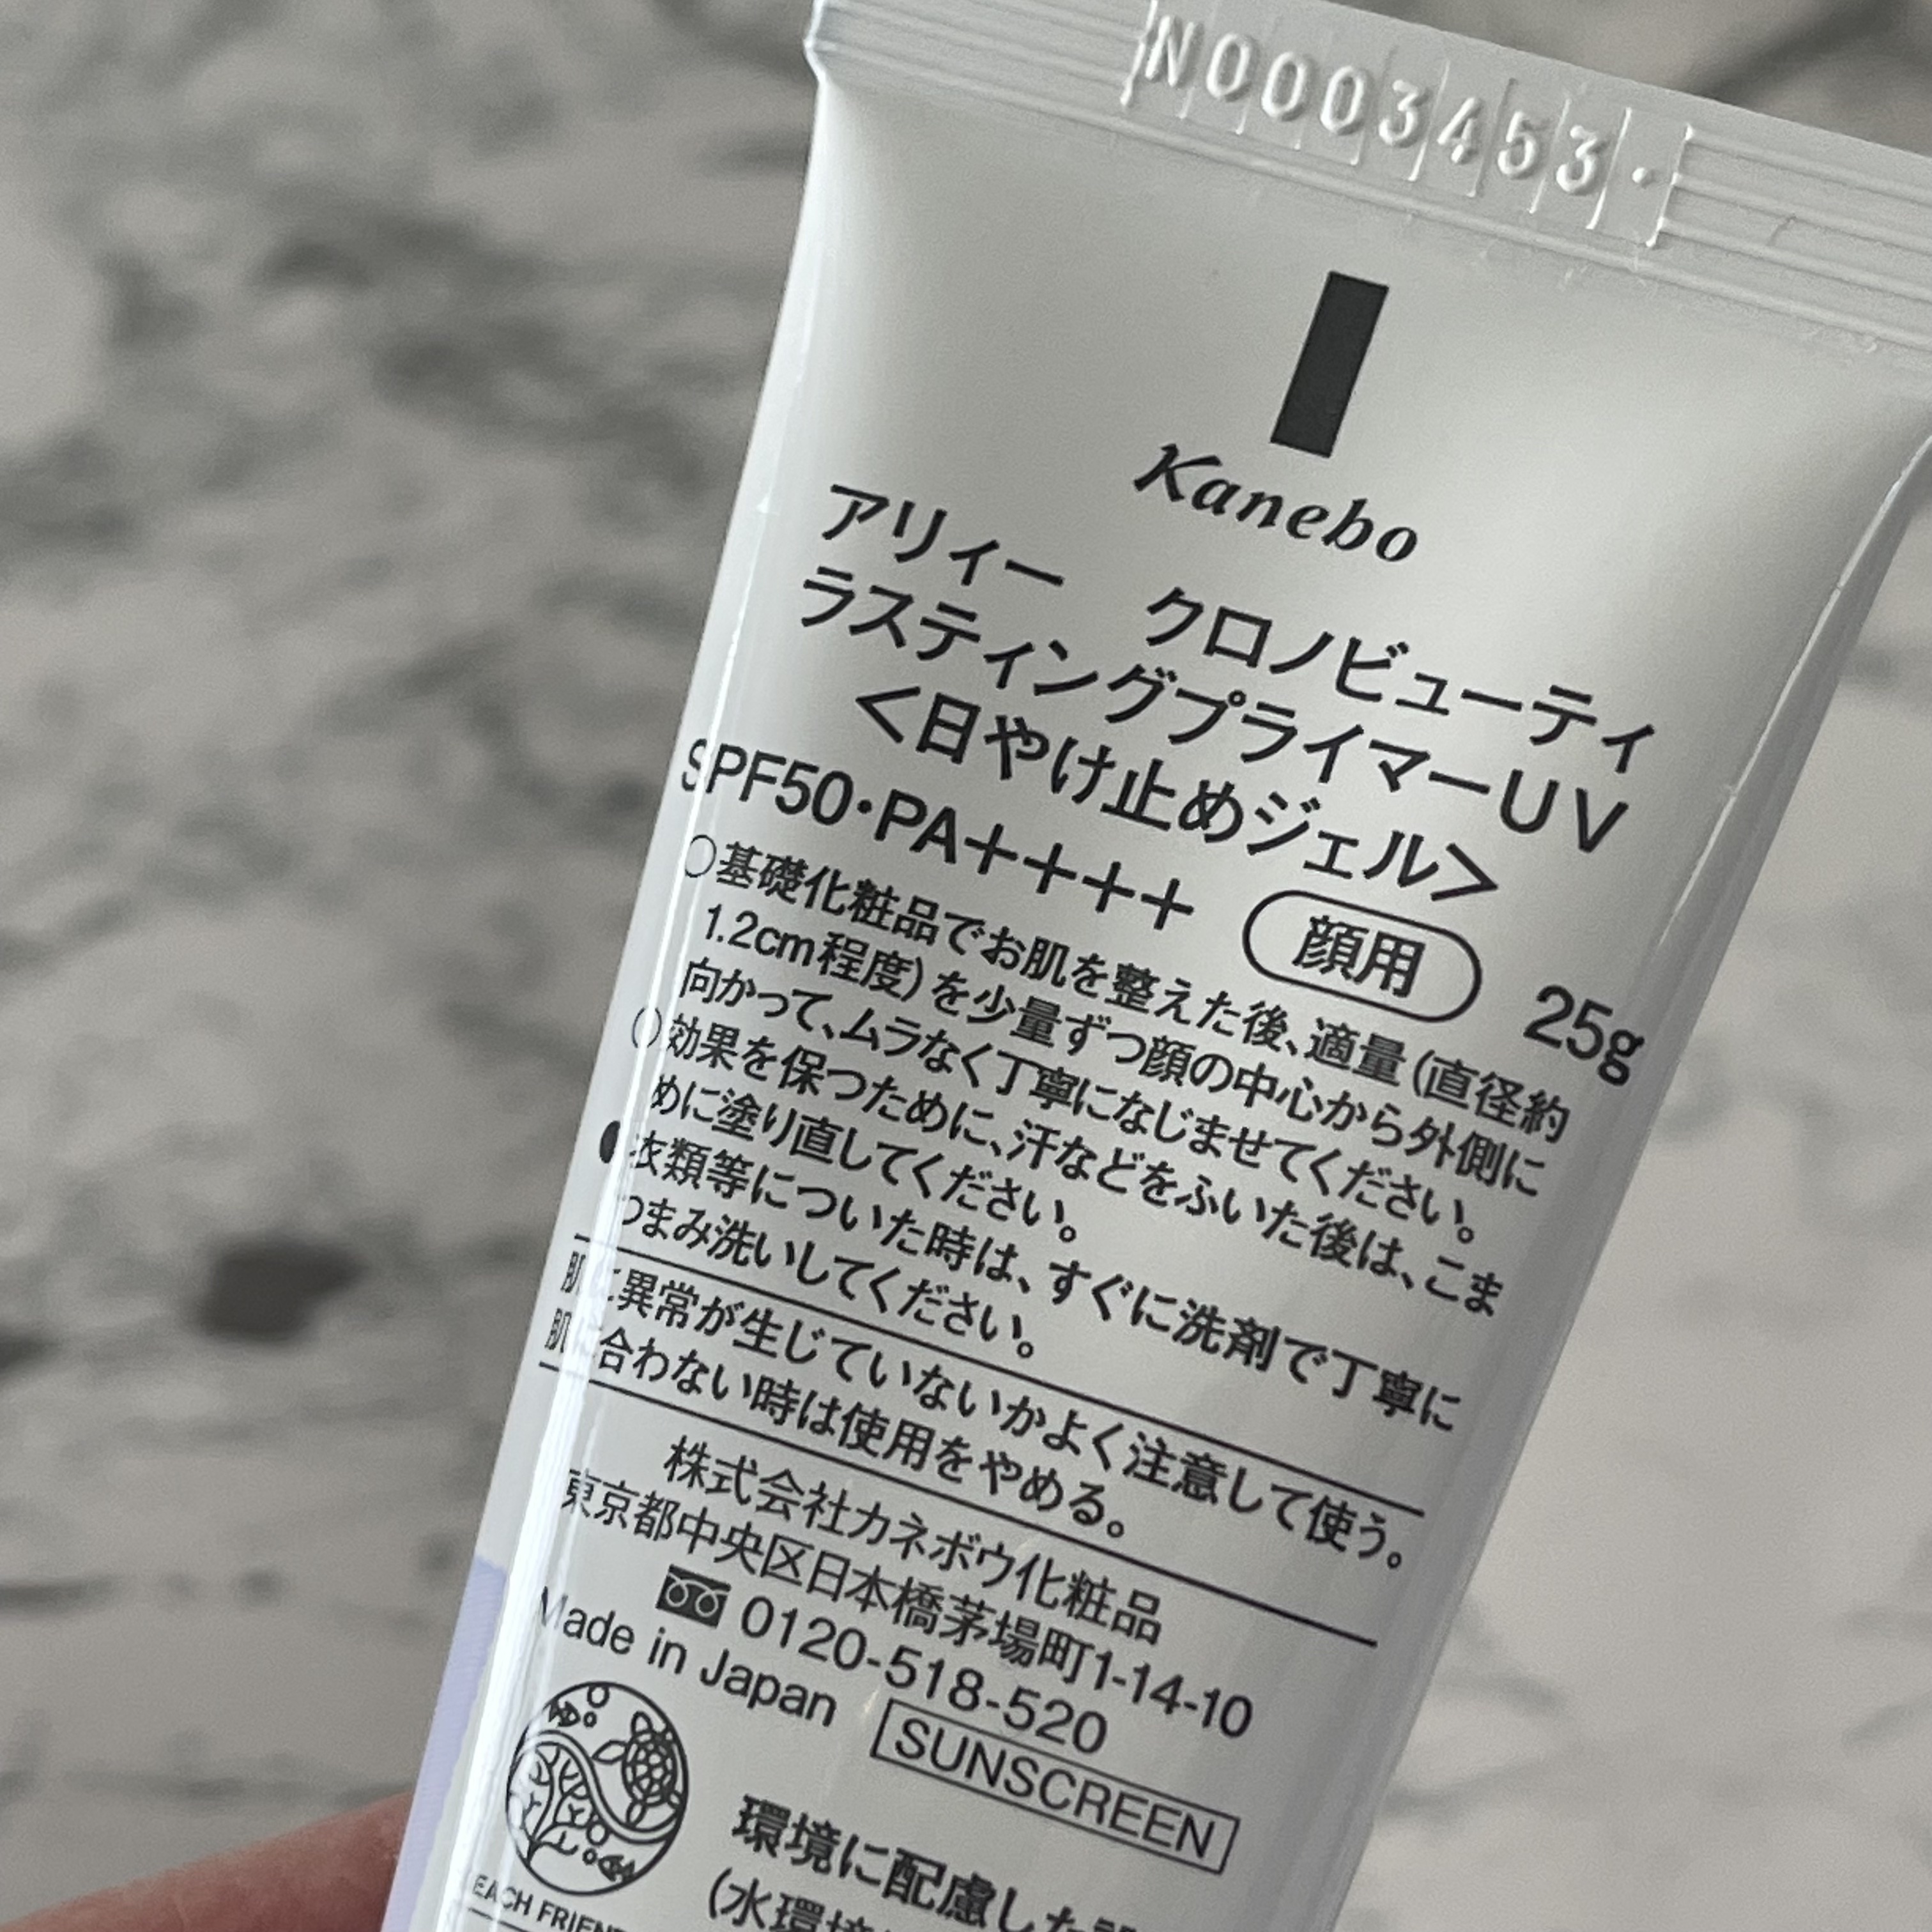 N0003453.
Kanebo
アリィー クロノビューティ
ラスティングプライマーUV
<日やけ止めジェル>
SPF50・PA++++ 顔用 25g
○基礎化粧品でお肌を整えた後、適量(直径約
1.2cm程度)を少量ずつ顔の中心から外側に
向かって、ムラなく丁寧になじませてください。
○効果を保つために、汗などをふいた後は、こま
めに塗り直してください。
●衣類等についた時は、すぐに洗剤で丁寧に
つまみ洗いしてください。
肌に異常が生じていないかよく注意して使う。
肌に合わない時は使用をやめる。
株式会社カネボウ化粧品
東京都中央区日本橋茅場町1-14-10
0120-518-520
Made in Japan SUNSCREEN
環境に配慮した
(水環境